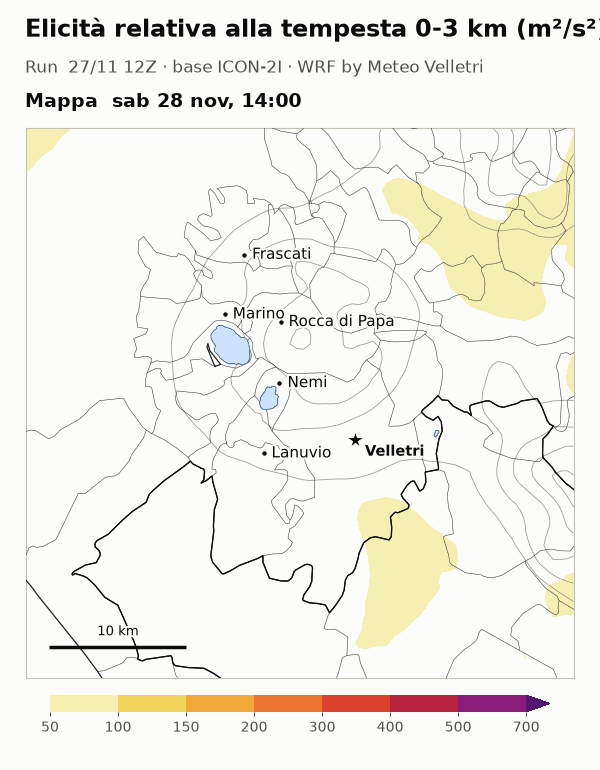 Elicità relativa alla tempesta 0-3 km (m²/s²)
Run 27/11 12Z · base ICON-2I · WRF by Meteo Velletri
Mappa sab 28 nov, 14:00
Frascati
Marino
Rocca di Papa
Nemi
Velletri
Lanuvio
10 km
50 100 150 200 300 400 500 700